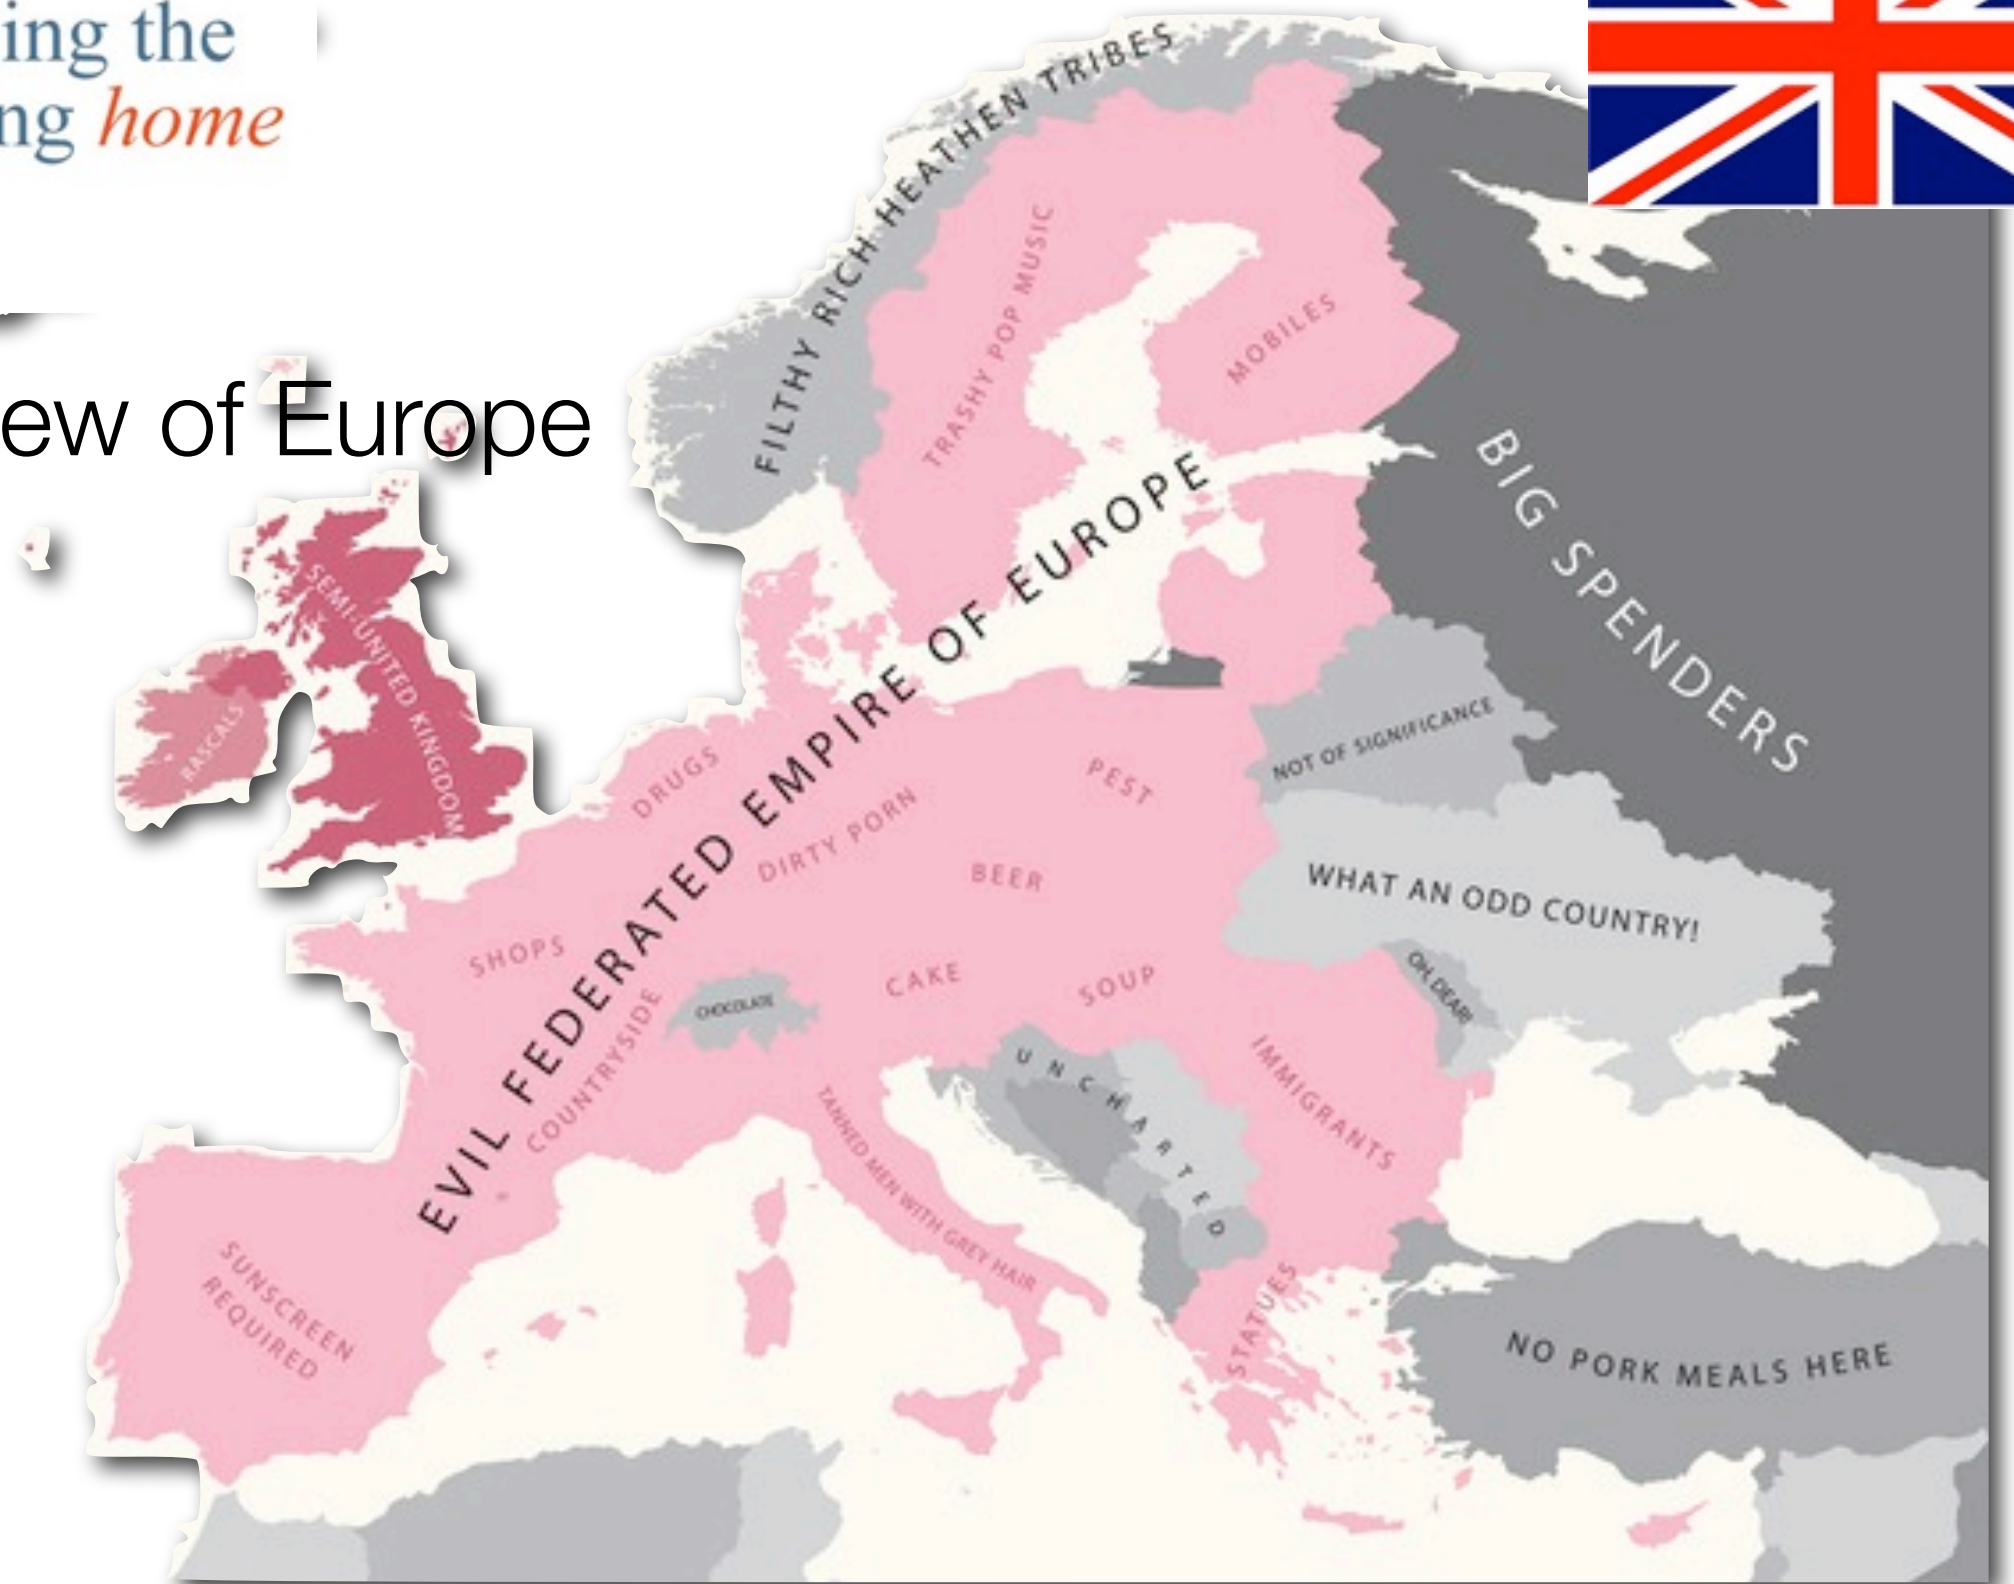 ing the
ng home
ew of Europe
FILTHY RICH HEATHEN TRIBES
TRASHY POP MUSIC
MOBILES
BIG SPENDERS
SEMI-UNITED KINGDOM
RASCALS
EVIL FEDERATED EMPIRE OF EUROPE
NOT OF SIGNIFICANCE
DRUGS
DIRTY PORN
PEST
BEER
WHAT AN ODD COUNTRY!
SHOPS
CHOCOLATE
CAKE
SOUP
OH, DEAR!
COUNTRYSIDE
UNCHARTED
IMMIGRANTS
TANNED MEN WITH GREY HAIR
SUNSCREEN
REQUIRED
STATUES
NO PORK MEALS HERE